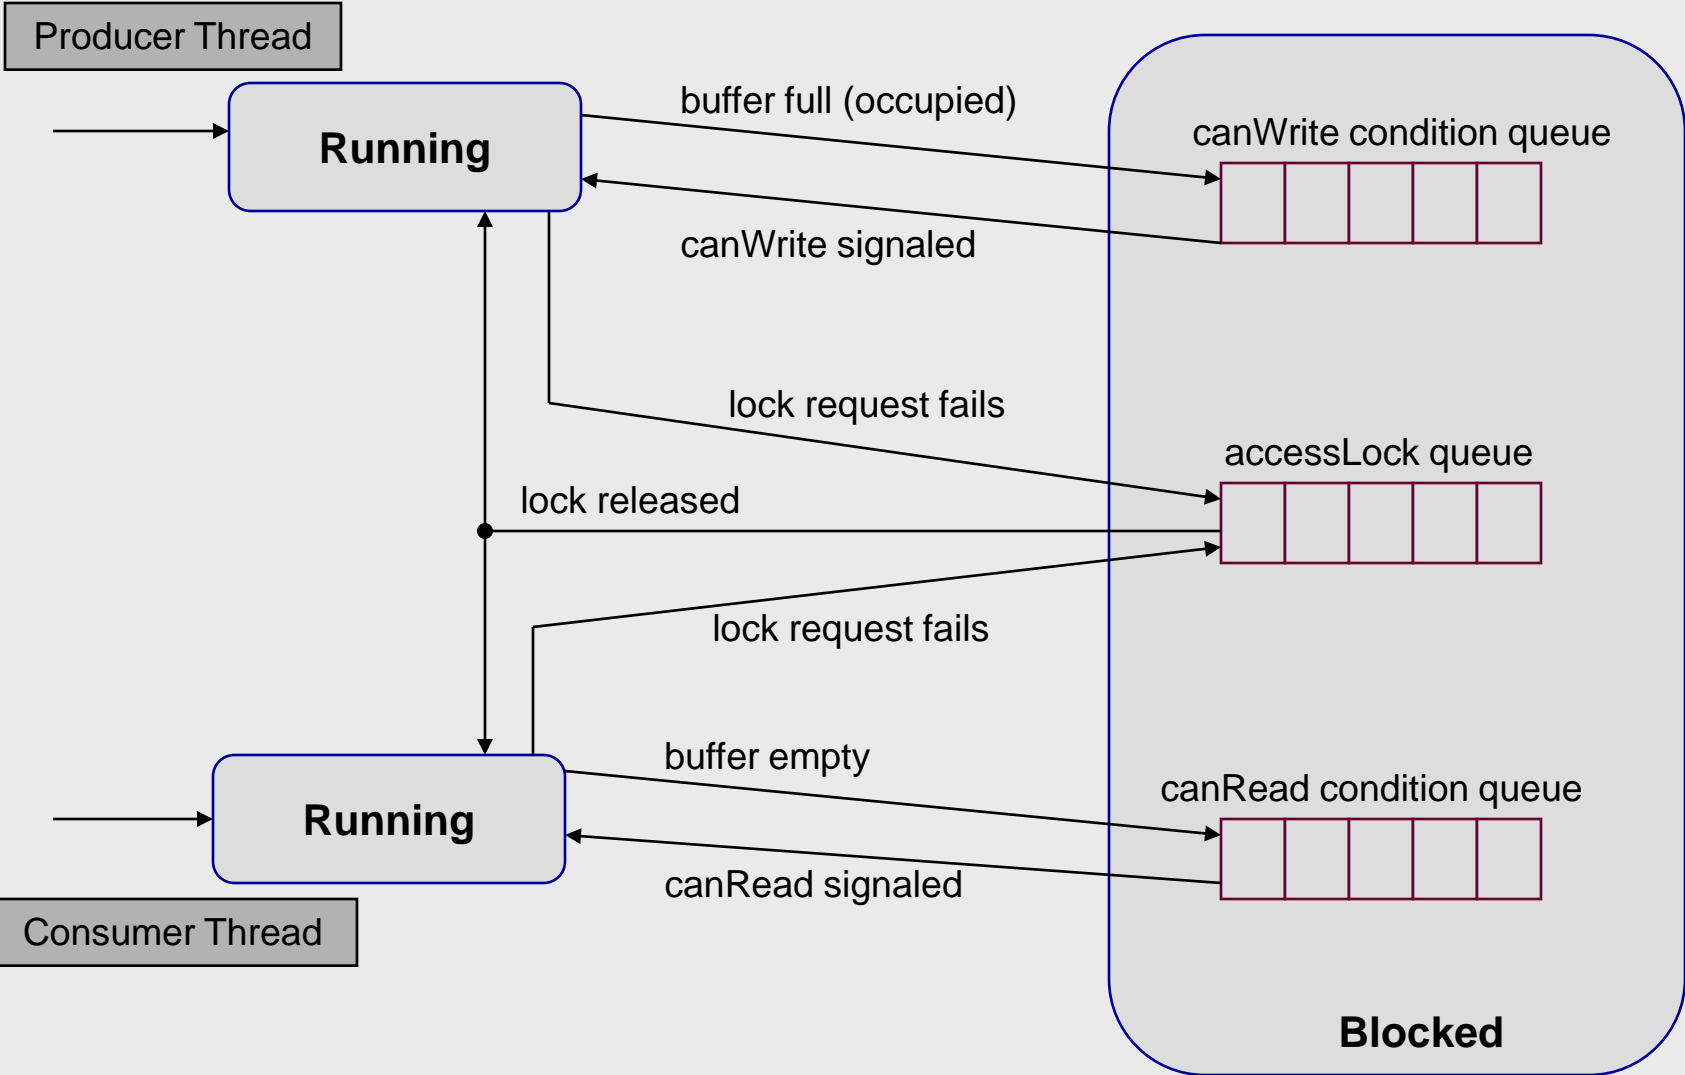 Producer Thread
Running
buffer full (occupied)
canWrite condition queue
canWrite signaled
lock request fails
accessLock queue
lock released
lock request fails
buffer empty
canRead condition queue
Running
canRead signaled
Consumer Thread
Blocked